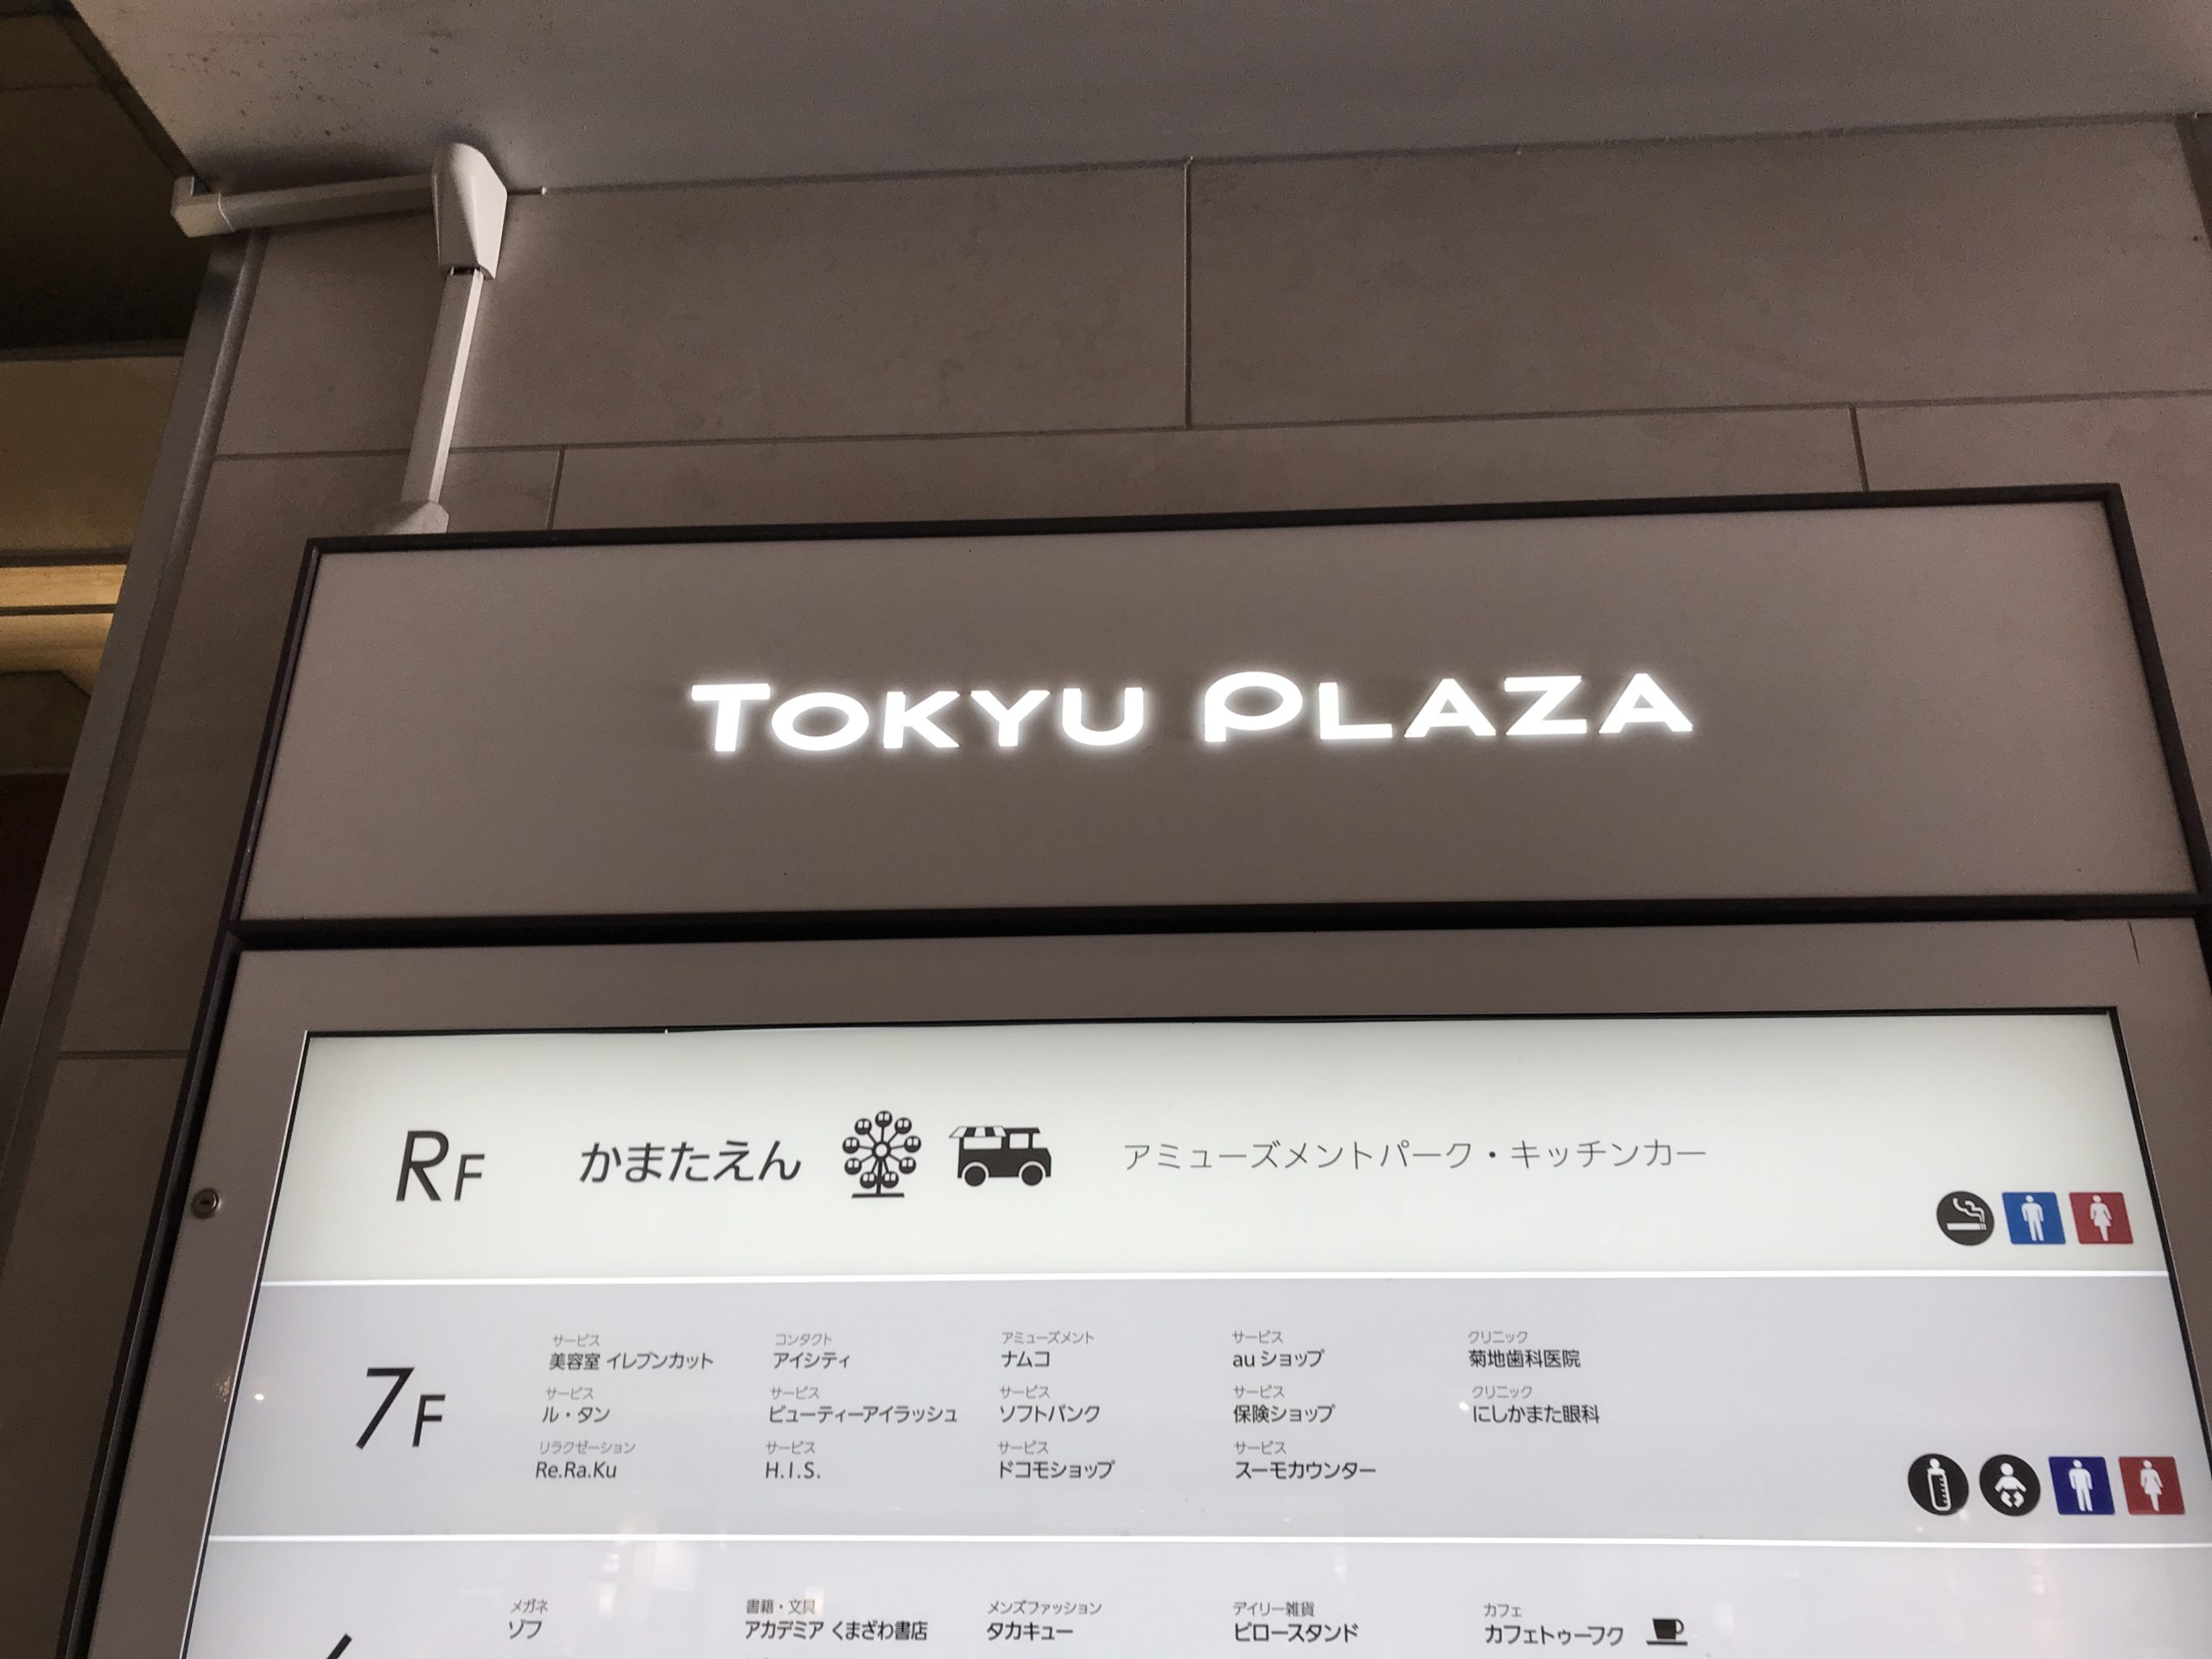 TOKYU PLAZA
RF かまたえん アミューズメントパーク・キッチンカー
7F
サービス コンタクト アミューズメント サービス クリニック
美容室 イレブンカット アイシティ ナムコ au ショップ 菊地歯科医院
サービス サービス サービス サービス クリニック
ル・タン ビューティーアイラッシュ ソフトバンク 保険ショップ にしかまた眼科
リラクゼーション サービス サービス サービス
Re.Ra.Ku H.I.S. ドコモショップ スーモカウンター
メガネ 書籍・文具 メンズファッション デイリー雑貨 カフェ
ゾフ アカデミア くまざわ書店 タカキュー ピロースタンド カフェトゥーフク